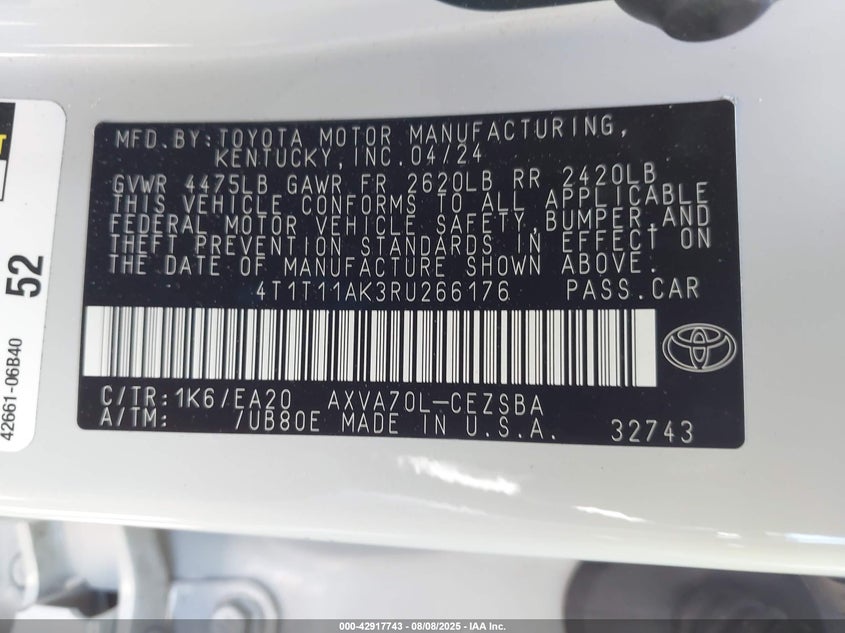 MFD. BY: TOYOTA MOTOR MANUFACTURING,
KENTUCKY, INC. 04/24
GVWR 4475LB GAWR FR 2620LB RR 2420LB
THIS VEHICLE CONFORMS TO ALL APPLICABLE
FEDERAL MOTOR VEHICLE SAFETY, BUMPER, AND
THEFT PREVENTION STANDARDS IN EFFECT ON
THE DATE OF MANUFACTURE SHOWN ABOVE.
4T1T11AK3RU266176 PASS. CAR
C/TR: 1K6/EA20 AXVA70L-CEZSBA
A/TM: /UB80E MADE IN U.S.A. 32743
42661-06B40
52
000-42917743 | 08/08/2025 - IAA Inc.